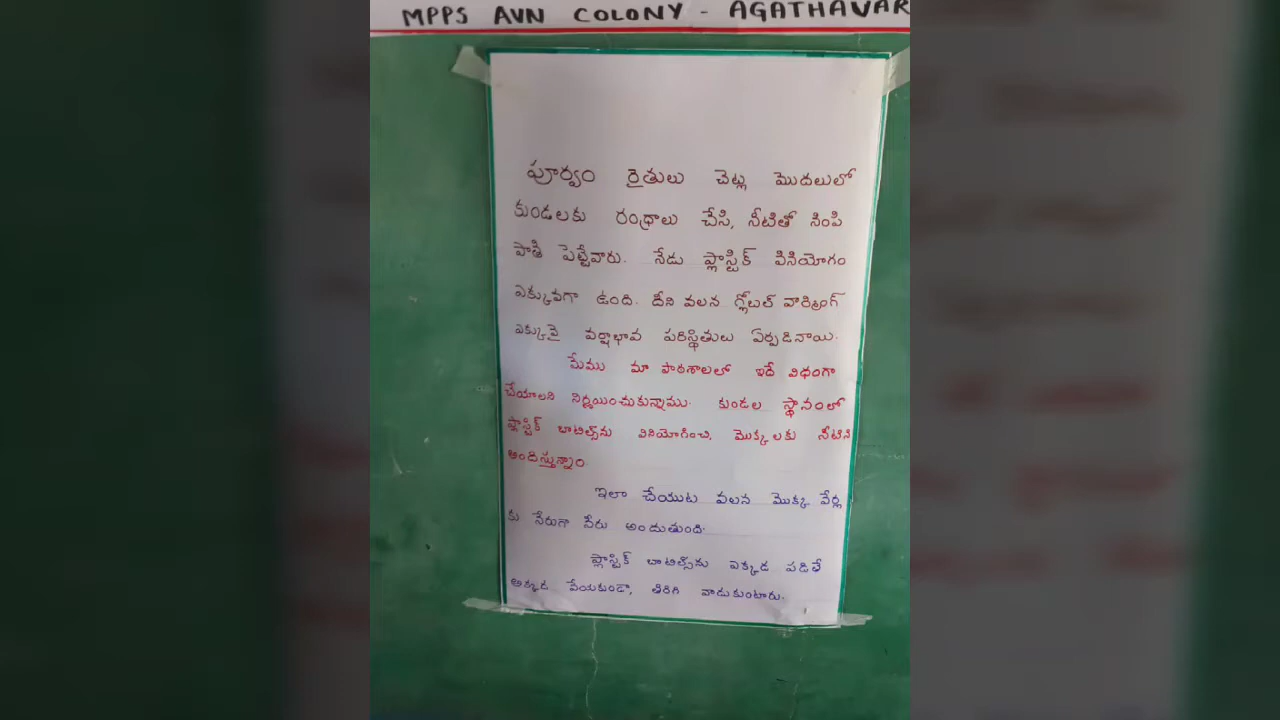 MPPS AVN COLONY - AGATHAVAR
పూర్వం రైతులు చెట్ల మొదలులో
కుండలకు రంధ్రాలు చేసి, నీటితో నింపి
పాతి పెట్టేవారు. నేడు ప్లాస్టిక్ వినియోగం
ఎక్కువగా ఉంది. దీని వలన గ్లోబల్ వార్మింగ్
ఎక్కువై వర్షాభావ పరిస్థితులు ఏర్పడినాయి.
మేము మా పాఠశాలలో ఇదే విధంగా
చేయాలని నిర్ణయించుకున్నాము. కుండల స్థానంలో
ప్లాస్టిక్ బాటిల్స్‌ను వినియోగించి, మొక్కలకు నీటిని
అందిస్తున్నాం.
ఇలా చేయుట వలన మొక్క వేర్ల
కు నేరుగా నీరు అందుతుంది.
ప్లాస్టిక్ బాటిల్స్‌ను ఎక్కడ పడితే
అక్కడ వేయకుండా, తిరిగి వాడుకుంటారు.